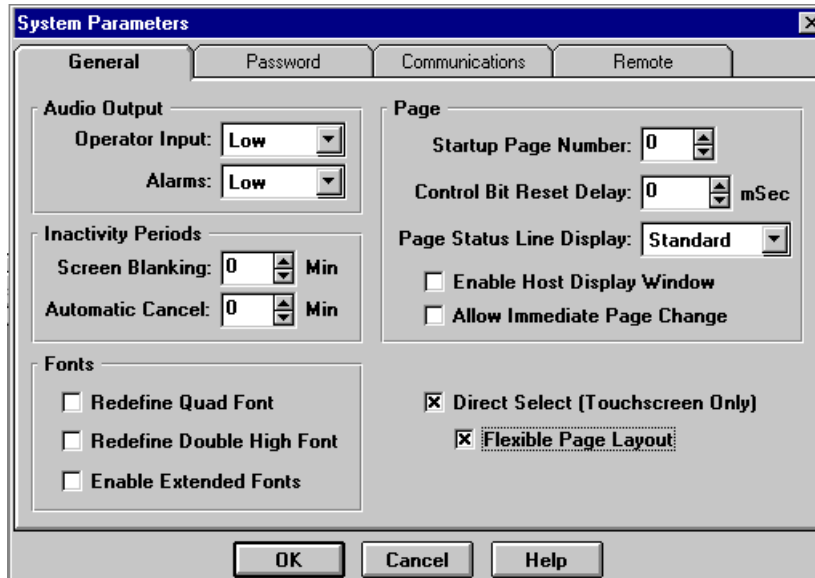 System Parameters
General
Password
Communications
Remote
Audio Output
Operator Input: Low
Alarms: Low
Inactivity Periods
Screen Blanking: 0 Min
Automatic Cancel: 0 Min
Fonts
Redefine Quad Font
Redefine Double High Font
Enable Extended Fonts
Page
Startup Page Number: 0
Control Bit Reset Delay: 0 mSec
Page Status Line Display: Standard
Enable Host Display Window
Allow Immediate Page Change
Direct Select (Touchscreen Only)
Flexible Page Layout
OK
Cancel
Help